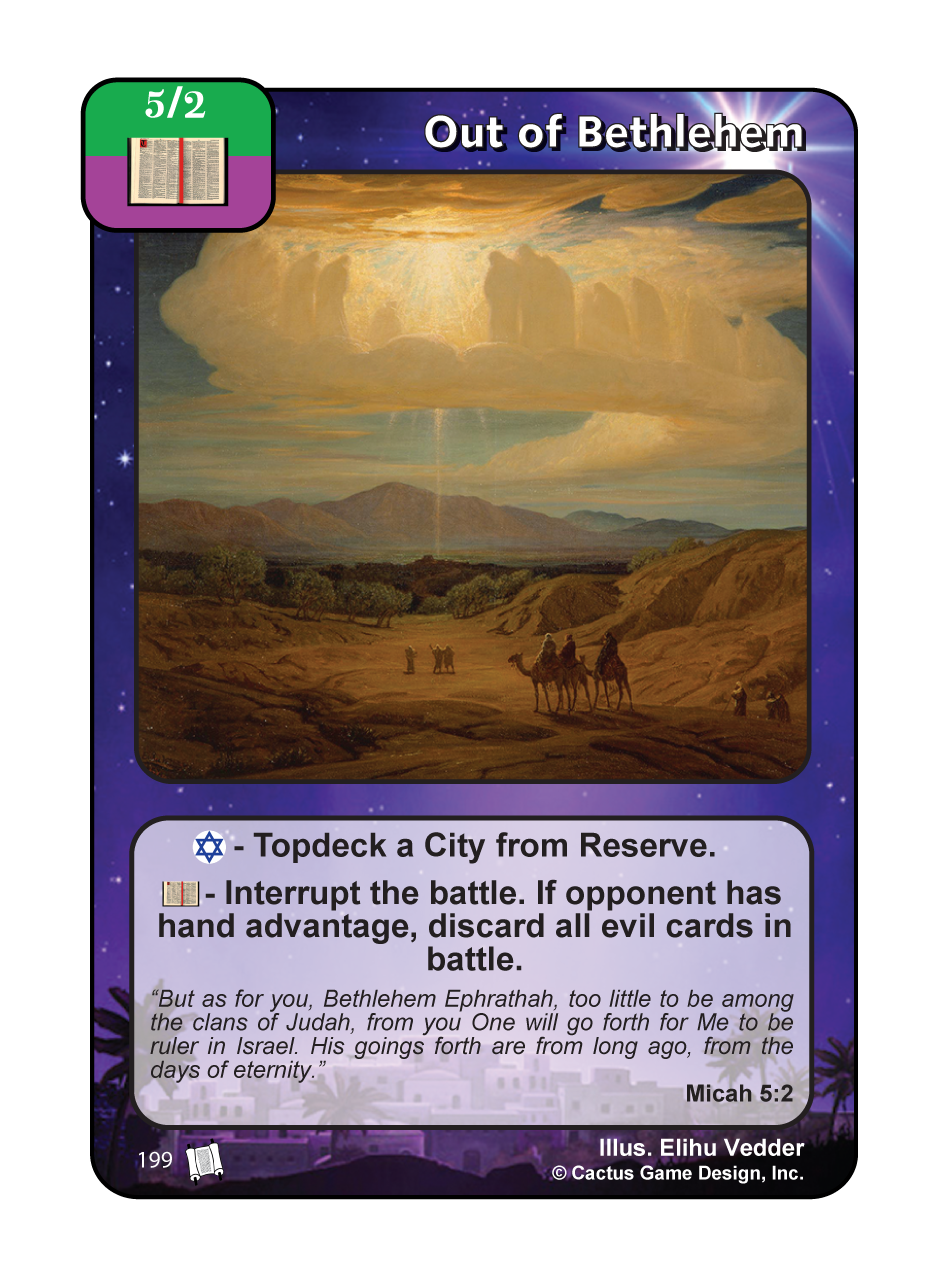 5/2
Out of Bethlehem
- Topdeck a City from Reserve.
- Interrupt the battle. If opponent has
hand advantage, discard all evil cards in
battle.
“But as for you, Bethlehem Ephrathah, too little to be among
the clans of Judah, from you One will go forth for Me to be
ruler in Israel. His goings forth are from long ago, from the
days of eternity.”
Micah 5:2
199
Illus. Elihu Vedder
© Cactus Game Design, Inc.